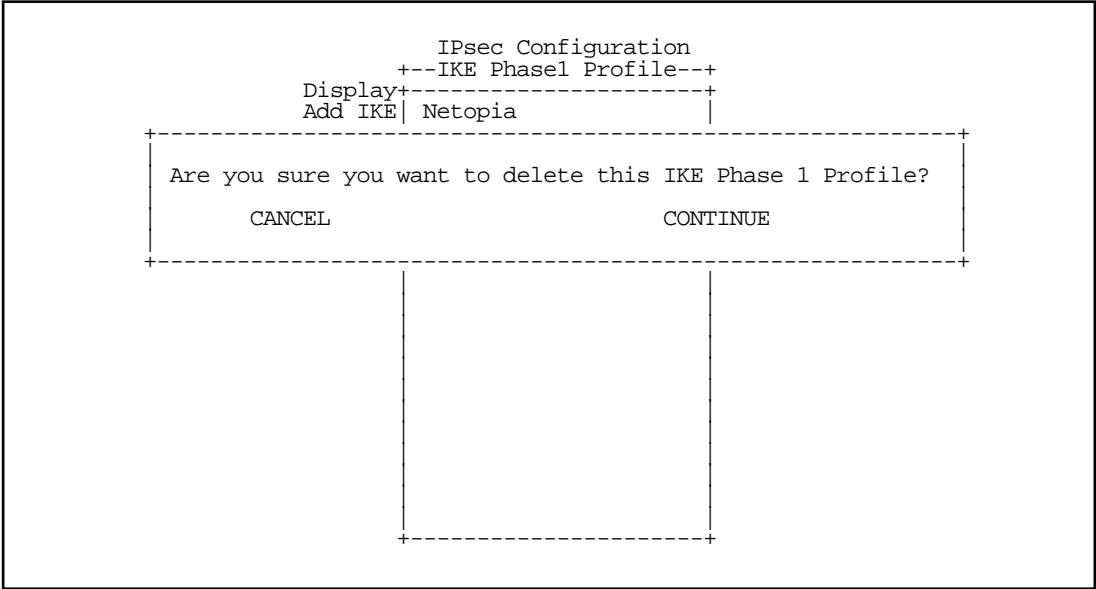 IPsec Configuration
+--IKE Phase1 Profile--+
Display+----------------------+
Add IKE| Netopia |
+------------------------------------------------------------+
Are you sure you want to delete this IKE Phase 1 Profile?
CANCEL CONTINUE
+------------------------------------------------------------+
+----------------------+